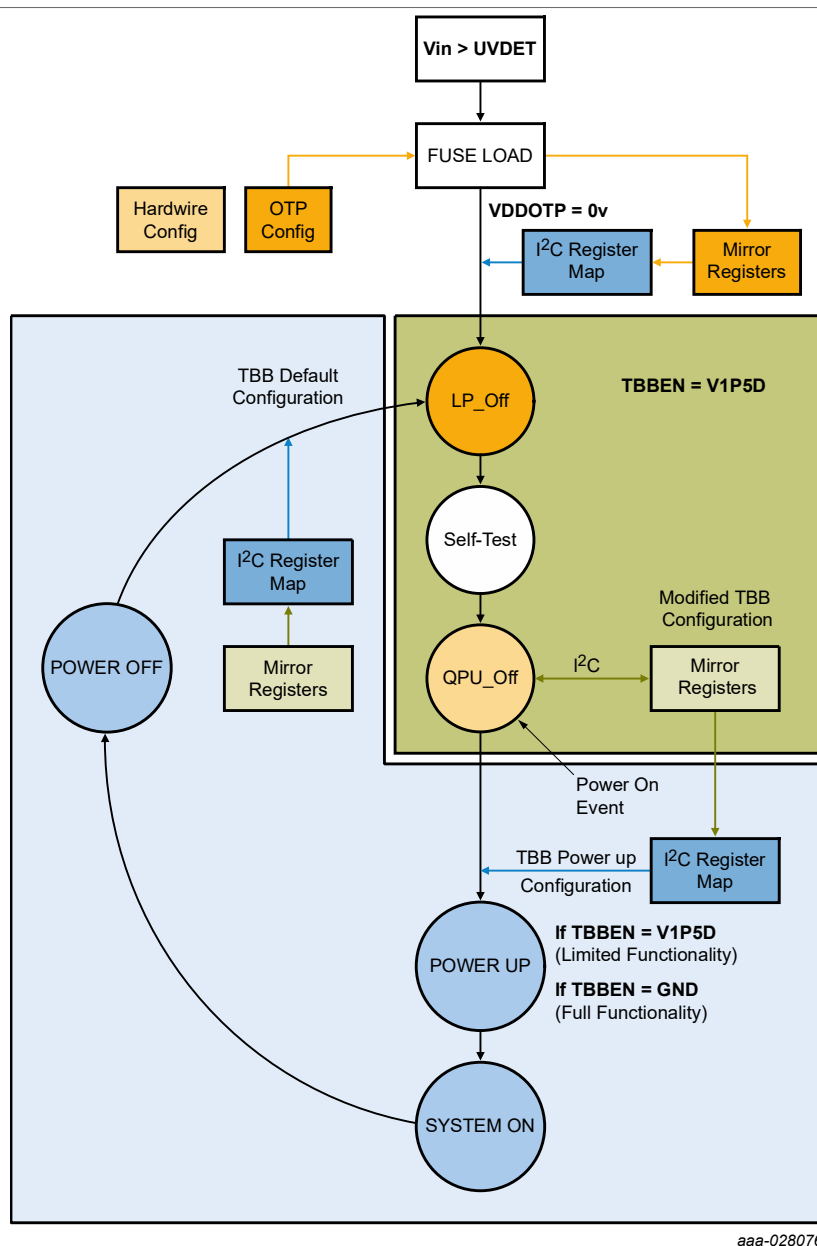 Vin > UVDET
FUSE LOAD
Hardwire
Config
OTP
Config
VDDOTP = 0v
I2C Register
Map
Mirror
Registers
TBB Default
Configuration
LP_Off
TBBEN = V1P5D
Self-Test
I2C Register
Map
Modified TBB
Configuration
POWER OFF
Mirror
Registers
QPU_Off
I2C
Mirror
Registers
Power On
Event
TBB Power up
Configuration
I2C Register
Map
POWER UP
If TBBEN = V1P5D
(Limited Functionality)
If TBBEN = GND
(Full Functionality)
SYSTEM ON